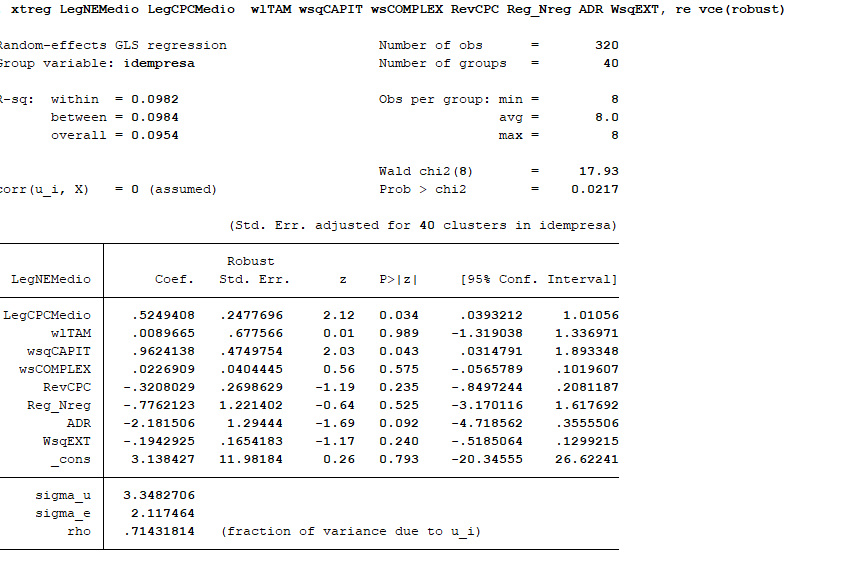 xtreg LegNEMedio LegCPCMedio wlTAM wsqCAPIT wsCOMPLEX RevCPC Reg_Nreg ADR WsqEXT, re vce(robust)
Random-effects GLS regression Number of obs = 320
Group variable: idempresa Number of groups = 40
R-sq: within = 0.0982 Obs per group: min = 8
between = 0.0984 avg = 8.0
overall = 0.0954 max = 8
Wald chi2(8) = 17.93
corr(u_i, X) = 0 (assumed) Prob > chi2 = 0.0217
(Std. Err. adjusted for 40 clusters in idempresa)
Robust
LegNEMedio Coef. Std. Err. z P>|z| [95% Conf. Interval]
LegCPCMedio .5249408 .2477696 2.12 0.034 .0393212 1.01056
wlTAM .0089665 .677566 0.01 0.989 -1.319038 1.336971
wsqCAPIT .9624138 .4749754 2.03 0.043 .0314791 1.893348
wsCOMPLEX .0226909 .0404445 0.56 0.575 -.0565789 .1019607
RevCPC -.3208029 .2698629 -1.19 0.235 -.8497244 .2081187
Reg_Nreg -.7762123 1.221402 -0.64 0.525 -3.170116 1.617692
ADR -2.181506 1.29444 -1.69 0.092 -4.718562 .3555506
WsqEXT -.1942925 .1654183 -1.17 0.240 -.5185064 .1299215
_cons 3.138427 11.98184 0.26 0.793 -20.34555 26.62241
sigma_u 3.3482706
sigma_e 2.117464
rho .71431814 (fraction of variance due to u_i)